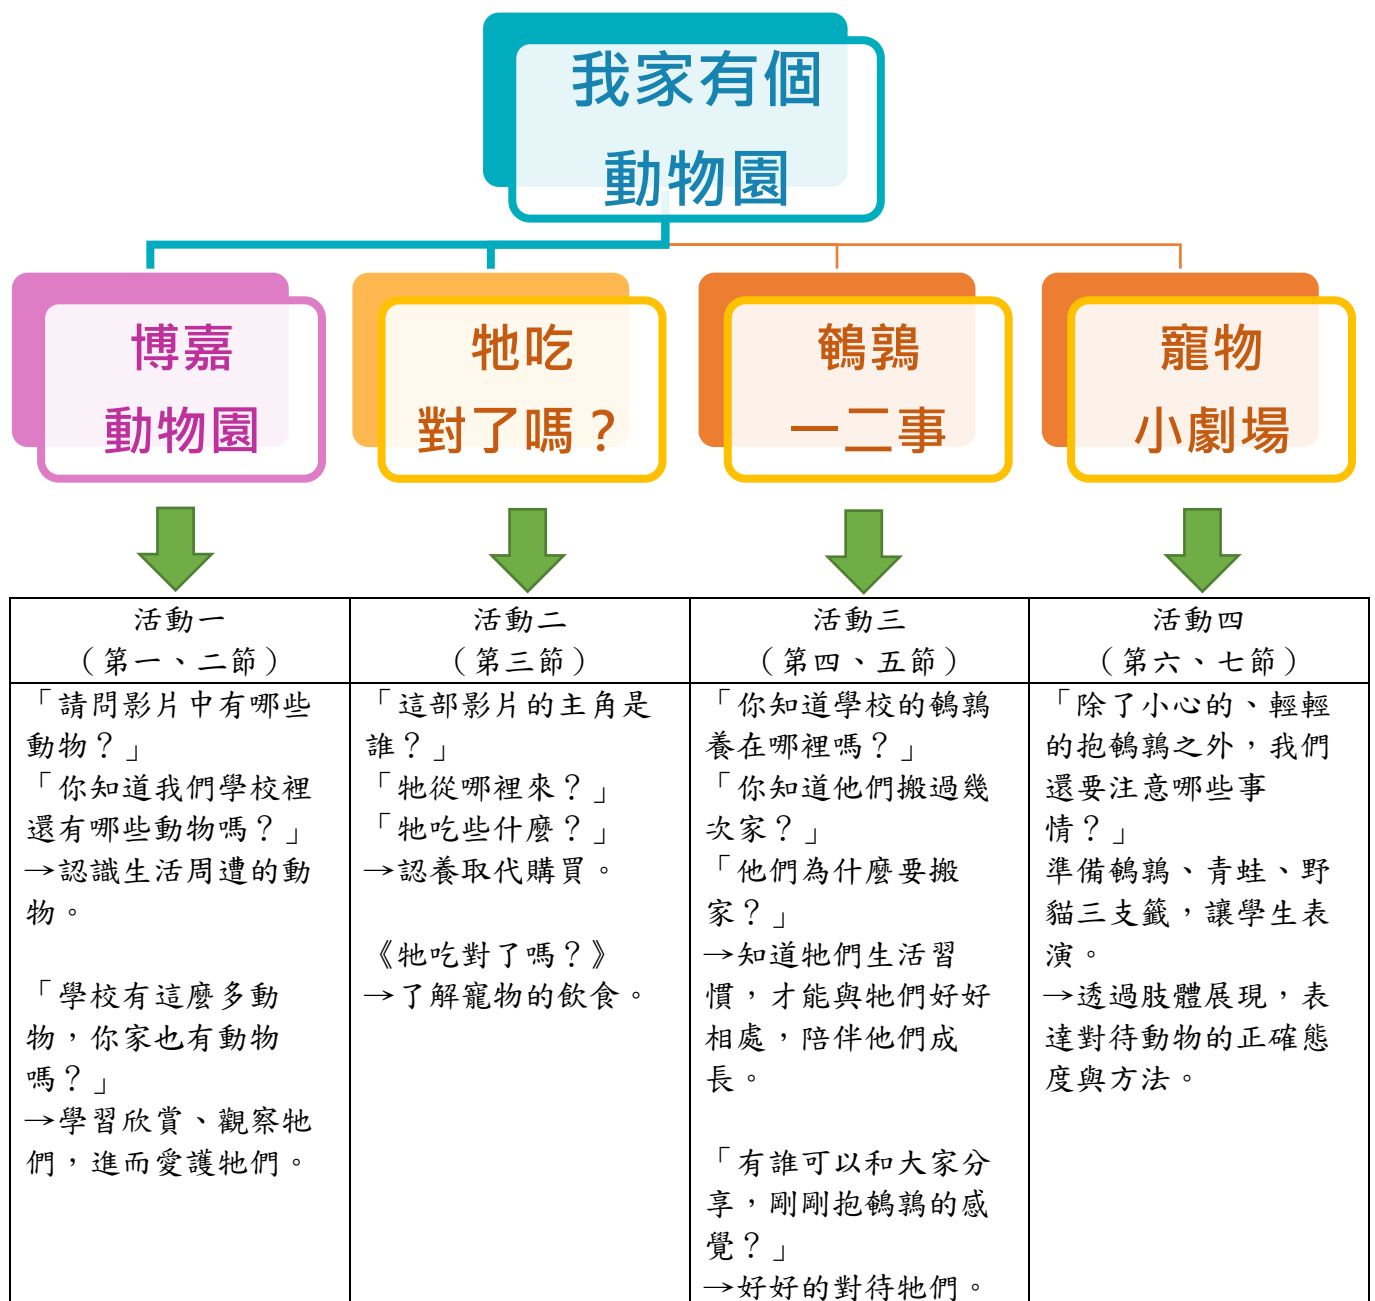 我家有個
動物園
博嘉
動物園
牠吃
對了嗎？
鵪鶉
一二事
寵物
小劇場
活動一
（第一、二節）
活動二
（第三節）
活動三
（第四、五節）
活動四
（第六、七節）
「請問影片中有哪些
動物？」
「你知道我們學校裡
還有哪些動物嗎？」
→認識生活周遭的動
物。
「學校有這麼多動
物，你家也有動物
嗎？」
→學習欣賞、觀察牠
們，進而愛護牠們。
「這部影片的主角是
誰？」
「牠從哪裡來？」
「牠吃些什麼？」
→認養取代購買。
《牠吃對了嗎？》
→了解寵物的飲食。
「你知道學校的鵪鶉
養在哪裡嗎？」
「你知道他們搬過幾
次家？」
「他們為什麼要搬
家？」
→知道牠們生活習
慣，才能與牠們好好
相處，陪伴他們成
長。
「有誰可以和大家分
享，剛剛抱鵪鶉的感
覺？」
→好好的對待牠們。
「除了小心的、輕輕
的抱鵪鶉之外，我們
還要注意哪些事
情？」
準備鵪鶉、青蛙、野
貓三支籤，讓學生表
演。
→透過肢體展現，表
達對待動物的正確態
度與方法。